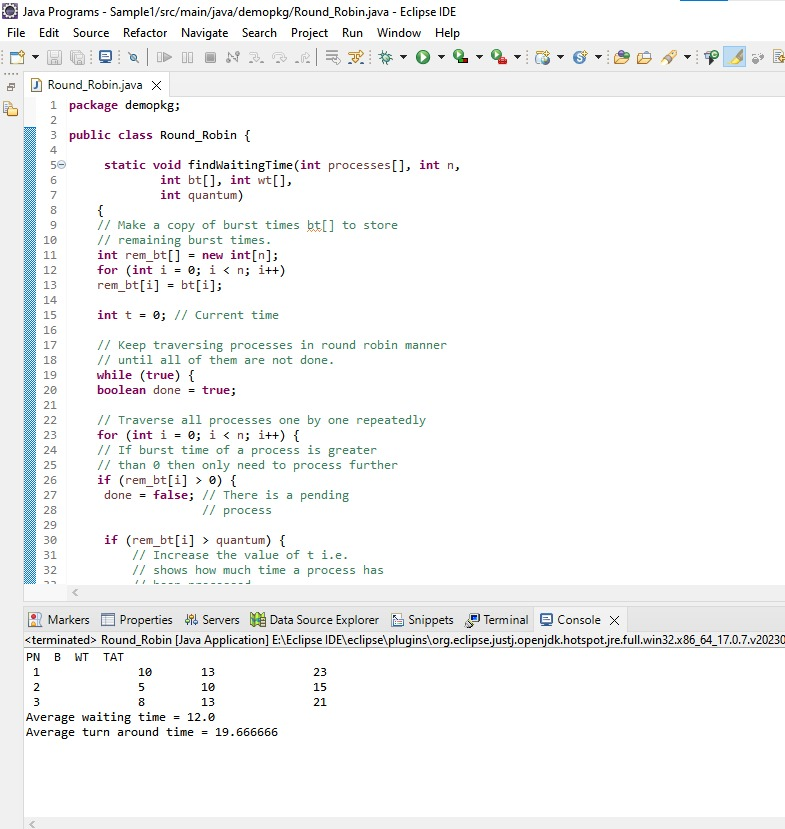 Java Programs - Sample1/src/main/java/demopkg/Round_Robin.java - Eclipse IDE
File Edit Source Refactor Navigate Search Project Run Window Help
Round_Robin.java
1 package demopkg;
2
3 public class Round_Robin {
4
5 static void findWaitingTime(int processes[], int n,
6 int bt[], int wt[],
7 int quantum)
8 {
9 // Make a copy of burst times bt[] to store
10 // remaining burst times.
11 int rem_bt[] = new int[n];
12 for (int i = 0; i < n; i++)
13 rem_bt[i] = bt[i];
14
15 int t = 0; // Current time
16
17 // Keep traversing processes in round robin manner
18 // until all of them are not done.
19 while (true) {
20 boolean done = true;
21
22 // Traverse all processes one by one repeatedly
23 for (int i = 0; i < n; i++) {
24 // If burst time of a process is greater
25 // than 0 then only need to process further
26 if (rem_bt[i] > 0) {
27 done = false; // There is a pending
28 // process
29
30 if (rem_bt[i] > quantum) {
31 // Increase the value of t i.e.
32 // shows how much time a process has
Markers Properties Servers Data Source Explorer Snippets Terminal Console
<terminated> Round_Robin [Java Application] E:\Eclipse IDE\eclipse\plugins\org.eclipse.justj.openjdk.hotspot.jre.full.win32.x86_64_17.0.7.v20230
PN B WT TAT
1 10 13 23
2 5 10 15
3 8 13 21
Average waiting time = 12.0
Average turn around time = 19.666666